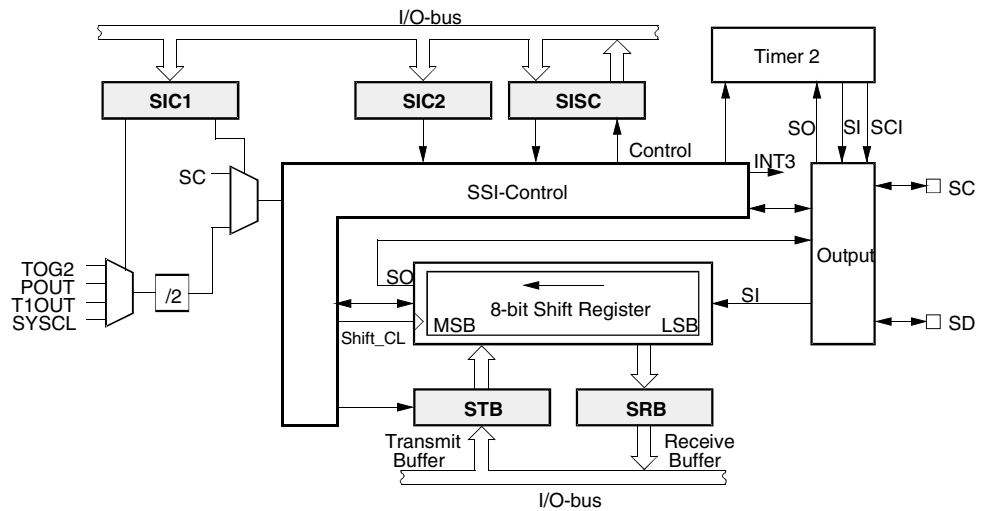 I/O-bus
Timer 2
SIC1
SIC2
SISC
SO
SI
SCI
Control
INT3
SC
SSI-Control
SC
Output
TOG2
POUT
T1OUT
SYSCL
/2
SO
8-bit Shift Register
MSB
LSB
SI
Shift_CL
SD
STB
SRB
Transmit
Buffer
Receive
Buffer
I/O-bus